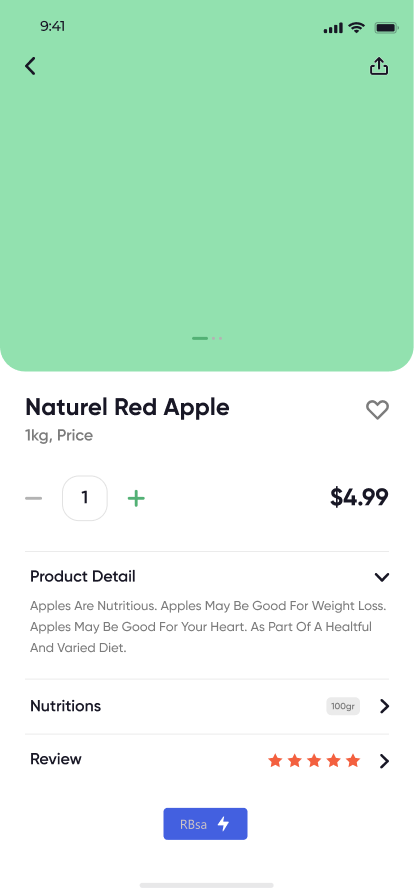 9:41
Naturel Red Apple
1kg, Price
1
$4.99
Product Detail
Apples Are Nutritious. Apples May Be Good For Weight Loss.
Apples May Be Good For Your Heart. As Part Of A Healtful
And Varied Diet.
Nutritions 100gr
Review
RBsa